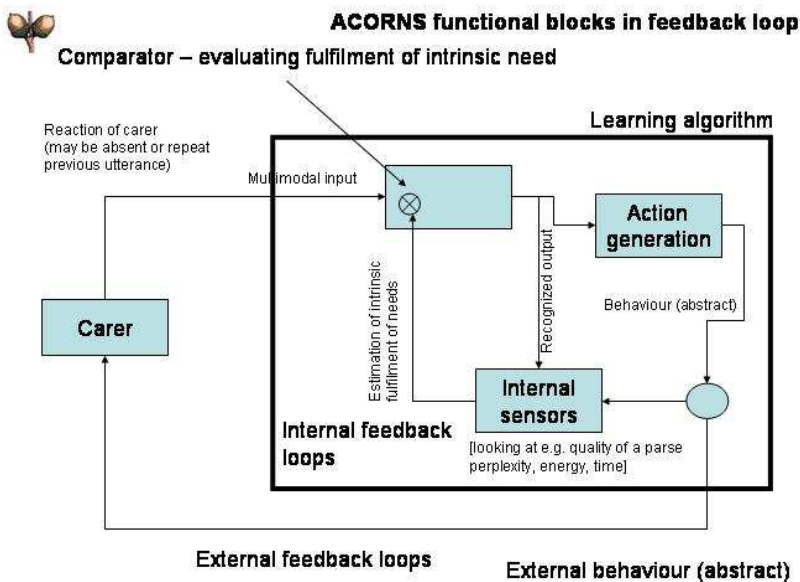 ACORNS functional blocks in feedback loop
Comparator – evaluating fulfilment of intrinsic need
Learning algorithm
Reaction of carer
(may be absent or repeat
previous utterance)
Multimodal input
Action
generation
Recognized output
Estimation of intrinsic
fulfilment of needs
Behaviour (abstract)
Carer
Internal
sensors
Internal feedback
loops
[looking at e.g. quality of a parse
perplexity, energy, time]
External feedback loops
External behaviour (abstract)